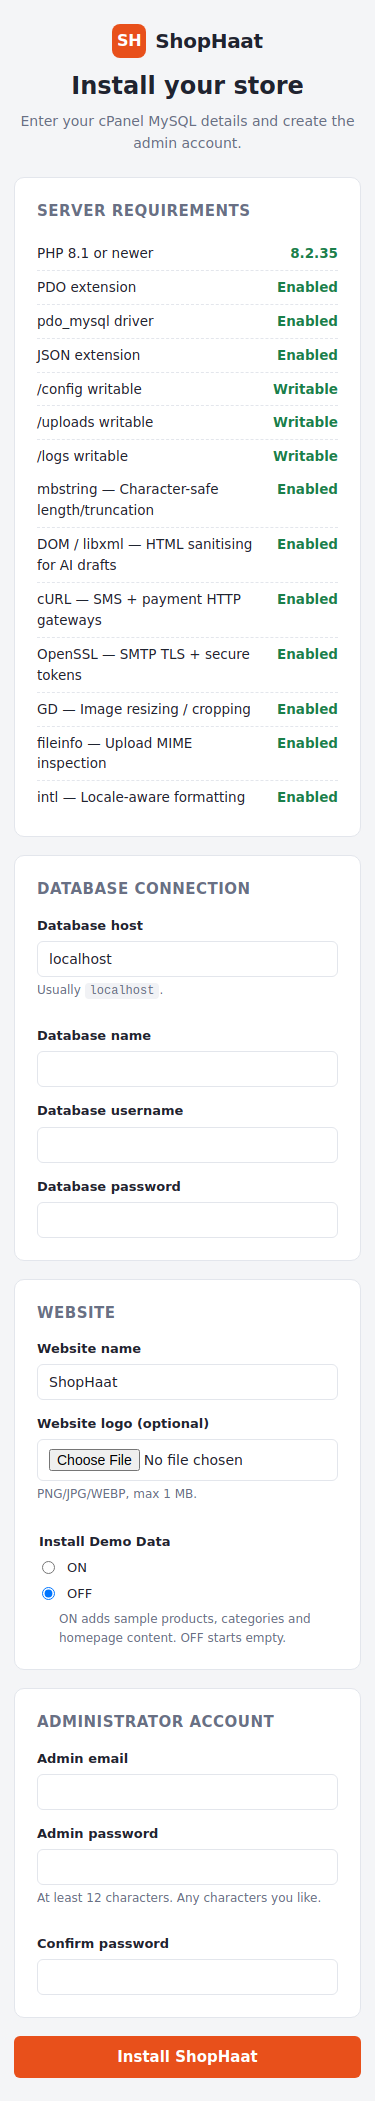 SH ShopHaat
Install your store
Enter your cPanel MySQL details and create the
admin account.
SERVER REQUIREMENTS
PHP 8.1 or newer 8.2.35
PDO extension Enabled
pdo_mysql driver Enabled
JSON extension Enabled
/config writable Writable
/uploads writable Writable
/logs writable Writable
mbstring — Character-safe Enabled
length/truncation
DOM / libxml — HTML sanitising Enabled
for AI drafts
cURL — SMS + payment HTTP Enabled
gateways
OpenSSL — SMTP TLS + secure Enabled
tokens
GD — Image resizing / cropping Enabled
fileinfo — Upload MIME Enabled
inspection
intl — Locale-aware formatting Enabled
DATABASE CONNECTION
Database host
localhost
Usually localhost.
Database name
Database username
Database password
WEBSITE
Website name
ShopHaat
Website logo (optional)
Choose File No file chosen
PNG/JPG/WEBP, max 1 MB.
Install Demo Data
ON
OFF
ON adds sample products, categories and
homepage content. OFF starts empty.
ADMINISTRATOR ACCOUNT
Admin email
Admin password
At least 12 characters. Any characters you like.
Confirm password
Install ShopHaat